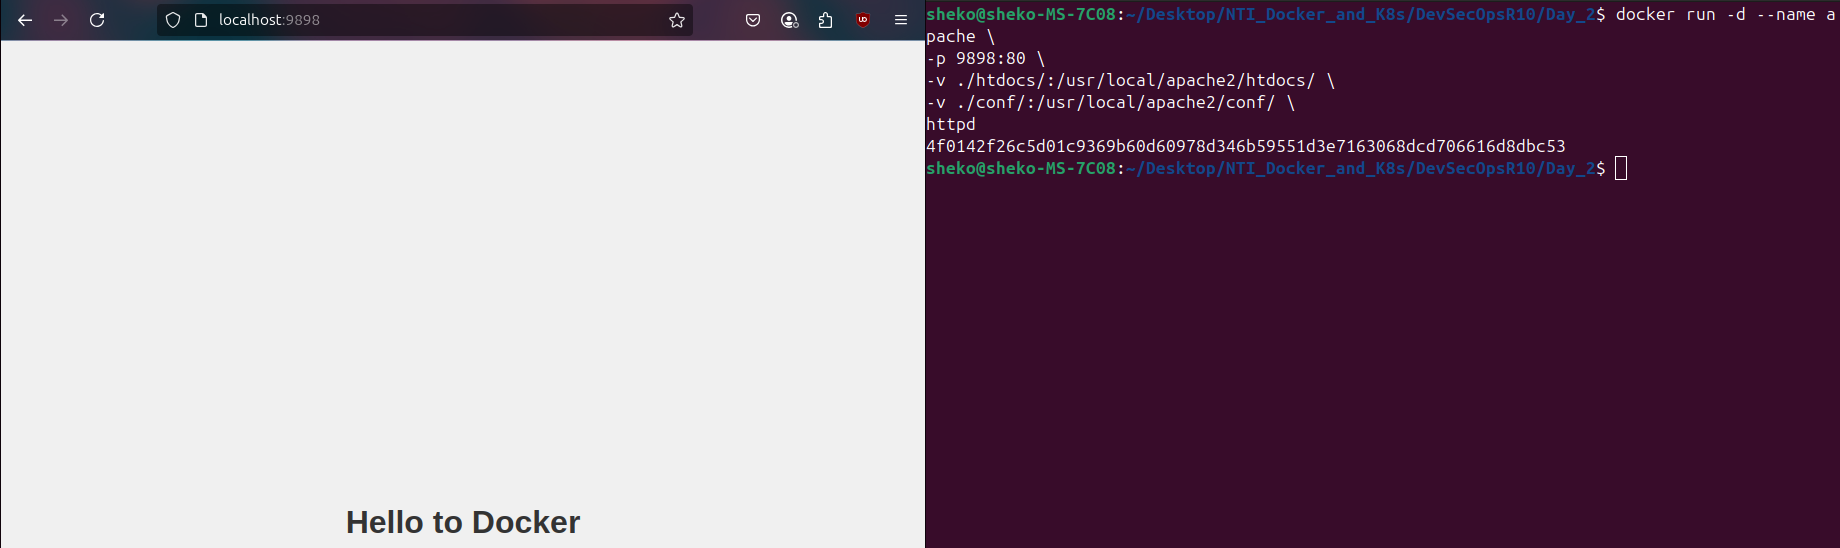 localhost:9898
Hello to Docker
sheko@sheko-MS-7C08:~/Desktop/NTI_Docker_and_K8s/DevSecOpsR10/Day_2$ docker run -d --name a
pache \
-p 9898:80 \
-v ./htdocs/:/usr/local/apache2/htdocs/ \
-v ./conf/:/usr/local/apache2/conf/ \
httpd
4f0142f26c5d01c9369b60d60978d346b59551d3e7163068dcd706616d8dbc53
sheko@sheko-MS-7C08:~/Desktop/NTI_Docker_and_K8s/DevSecOpsR10/Day_2$